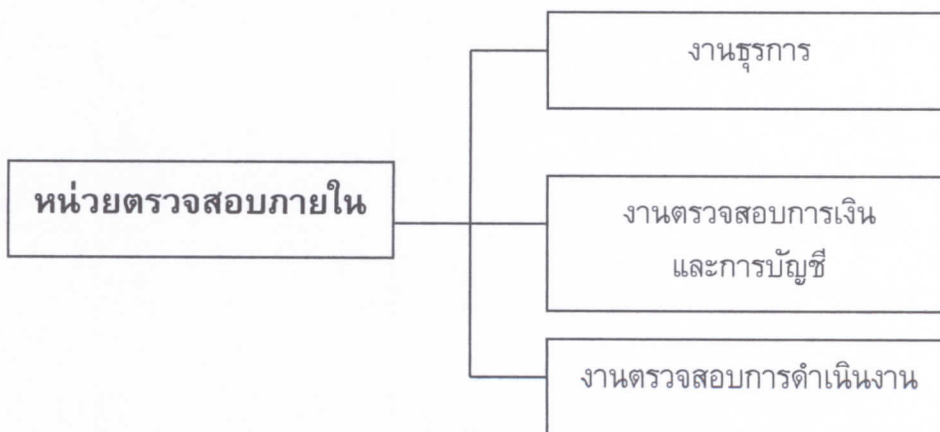 งานธุรการ
หน่วยตรวจสอบภายใน
งานตรวจสอบการเงิน
และการบัญชี
งานตรวจสอบการดำเนินงาน